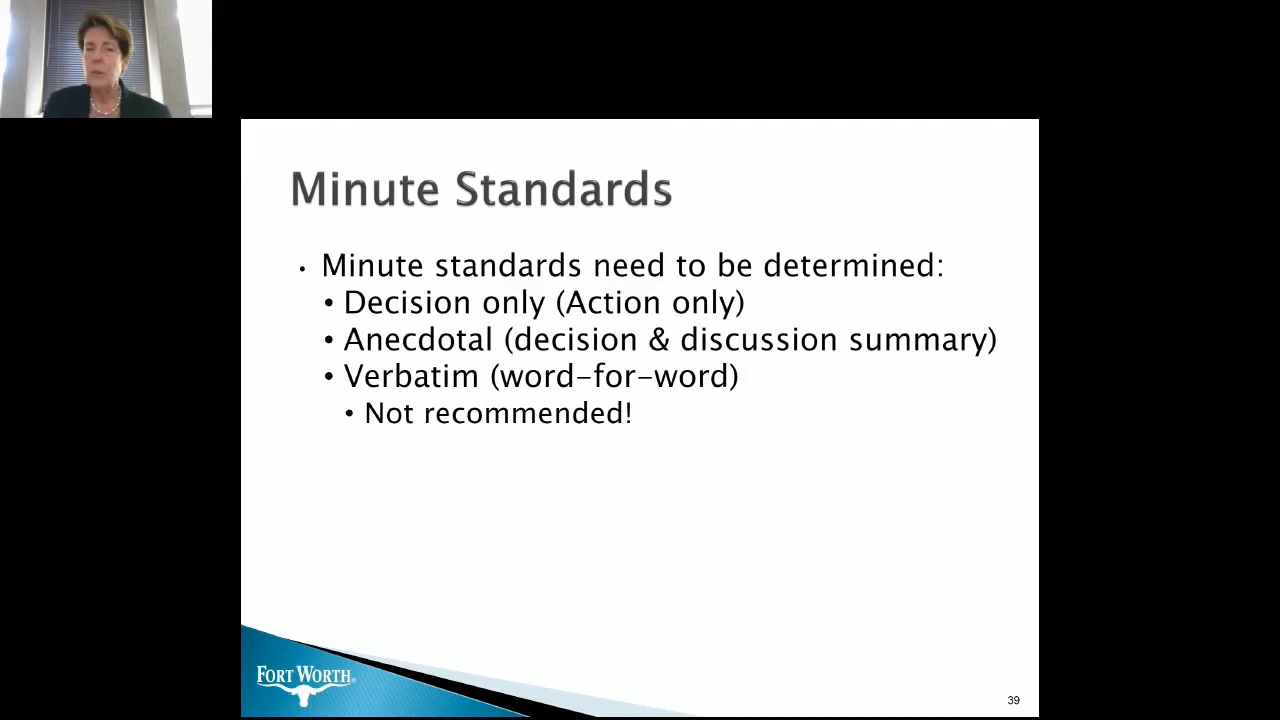 Minute Standards
• Minute standards need to be determined:
• Decision only (Action only)
• Anecdotal (decision & discussion summary)
• Verbatim (word-for-word)
• Not recommended!
FORT WORTH®
39